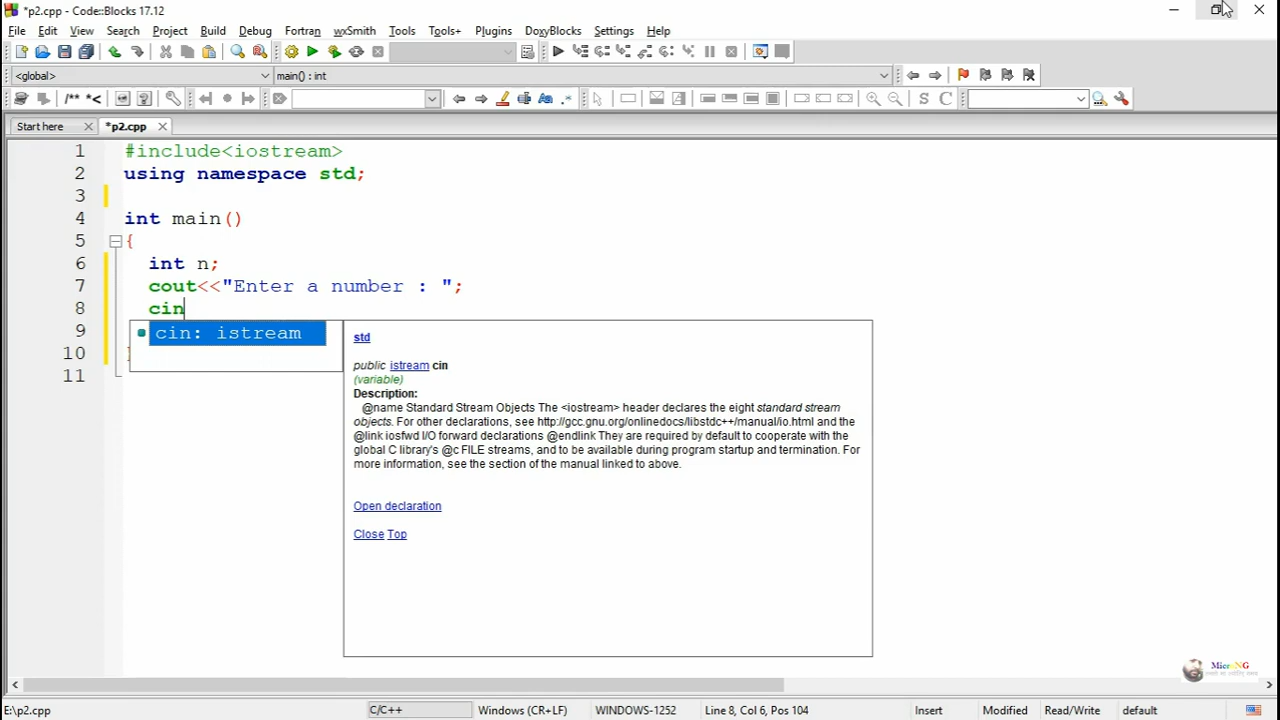 *p2.cpp - Code::Blocks 17.12
File Edit View Search Project Build Debug Fortran wxSmith Tools Tools+ Plugins DoxyBlocks Settings Help
<global> main() : int
/** *<
S C
Start here *p2.cpp
1 #include<iostream>
2 using namespace std;
3
4 int main()
5 {
6 int n;
7 cout<<"Enter a number : ";
8 cin
9 cin: istream
10
11
std
public istream cin
(variable)
Description:
@name Standard Stream Objects The <iostream> header declares the eight standard stream
objects. For other declarations, see http://gcc.gnu.org/onlinedocs/libstdc++/manual/io.html and the
@link iosfwd I/O forward declarations @endlink They are required by default to cooperate with the
global C library's @c FILE streams, and to be available during program startup and termination. For
more information, see the section of the manual linked to above.
Open declaration
Close Top
MicroNG
E:\p2.cpp C/C++ Windows (CR+LF) WINDOWS-1252 Line 8, Col 6, Pos 104 Insert Modified Read/Write default